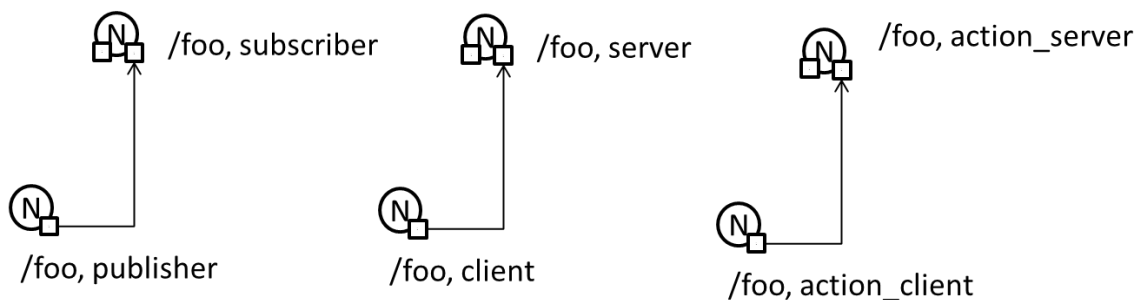 N
/foo, subscriber
N
/foo, publisher
N
/foo, server
N
/foo, client
N
/foo, action_server
N
/foo, action_client